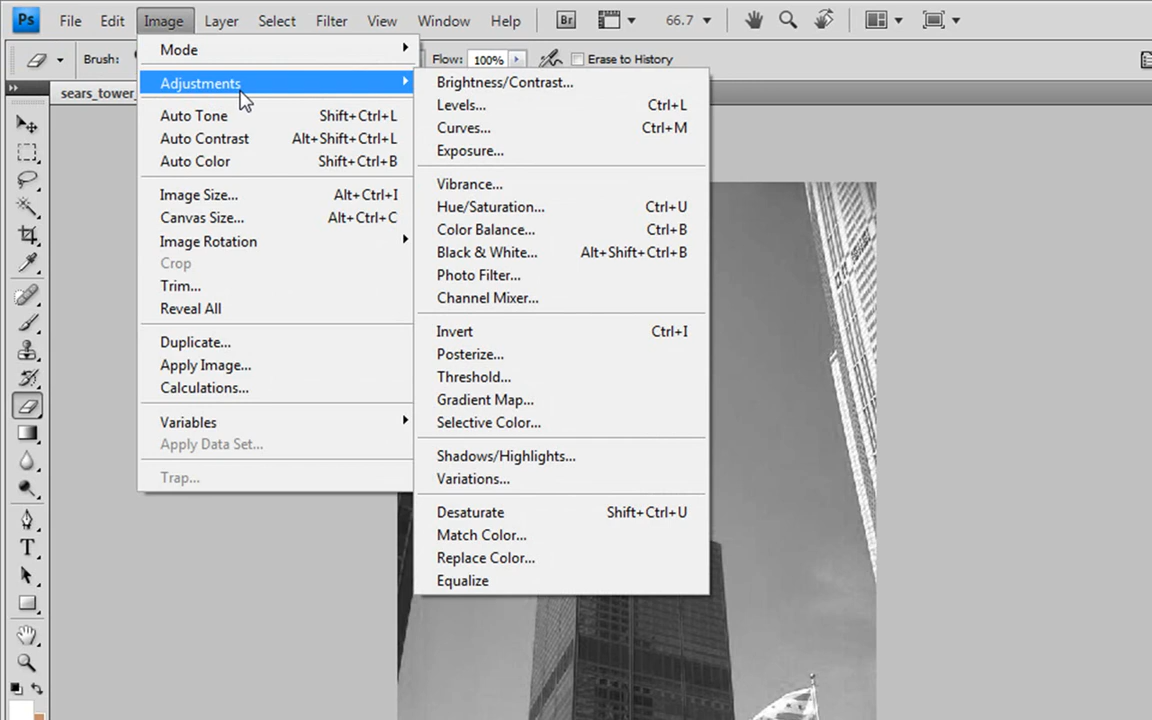 Ps File Edit Image Layer Select Filter View Window Help Br 66.7
Brush: Flow: 100% Erase to History
sears_tower_
Mode
Adjustments
Auto Tone Shift+Ctrl+L
Auto Contrast Alt+Shift+Ctrl+L
Auto Color Shift+Ctrl+B
Image Size... Alt+Ctrl+I
Canvas Size... Alt+Ctrl+C
Image Rotation
Crop
Trim...
Reveal All
Duplicate...
Apply Image...
Calculations...
Variables
Apply Data Set...
Trap...
Brightness/Contrast...
Levels... Ctrl+L
Curves... Ctrl+M
Exposure...
Vibrance...
Hue/Saturation... Ctrl+U
Color Balance... Ctrl+B
Black & White... Alt+Shift+Ctrl+B
Photo Filter...
Channel Mixer...
Invert Ctrl+I
Posterize...
Threshold...
Gradient Map...
Selective Color...
Shadows/Highlights...
Variations...
Desaturate Shift+Ctrl+U
Match Color...
Replace Color...
Equalize